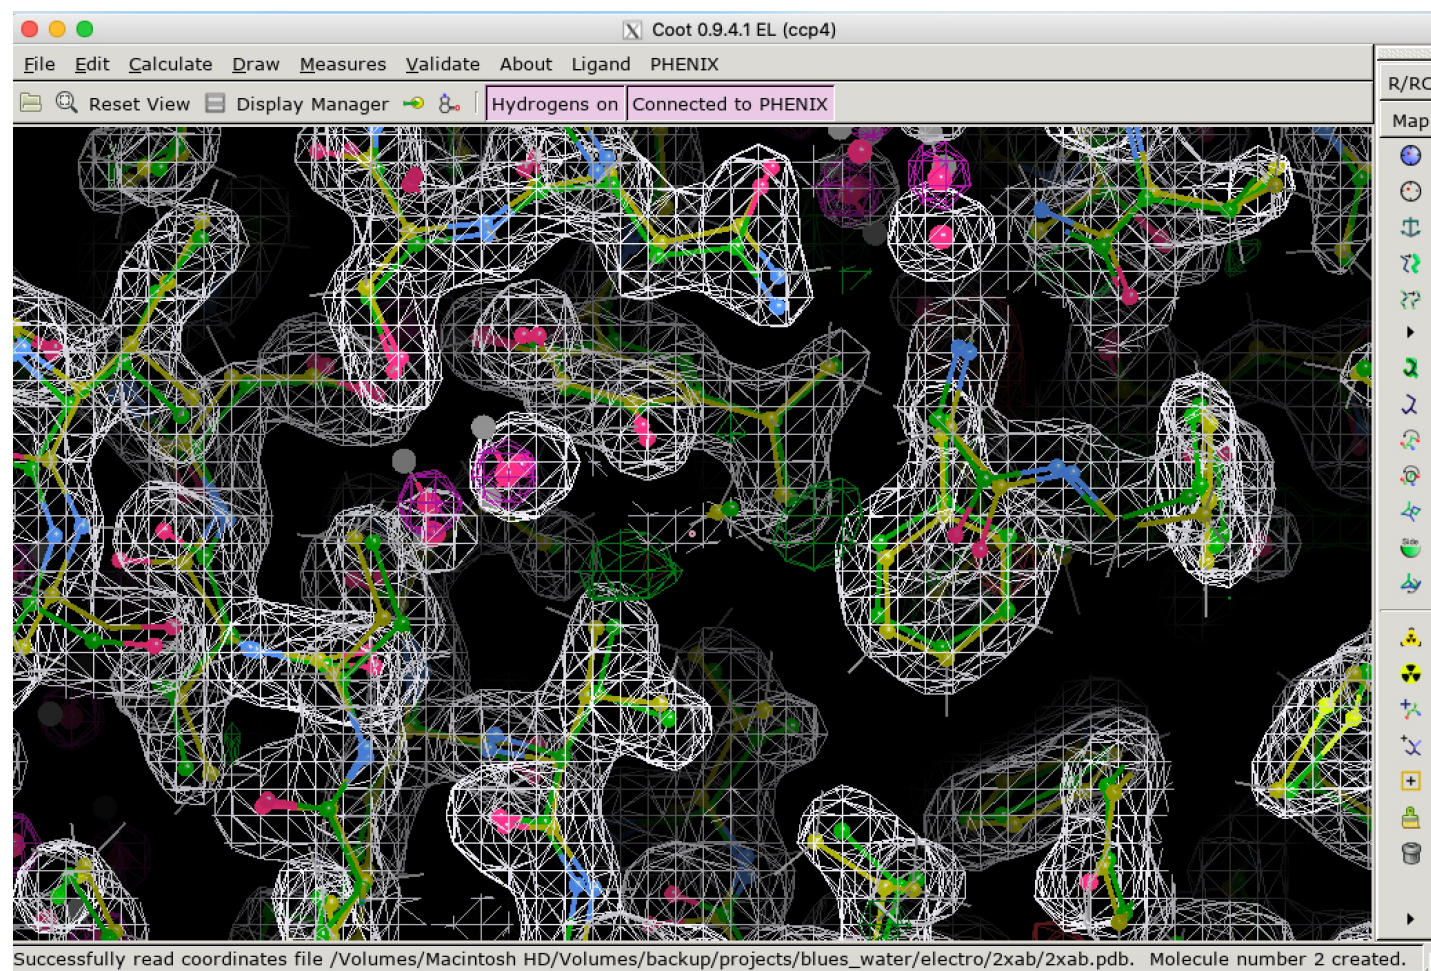 Coot 0.9.4.1 EL (ccp4)
File Edit Calculate Draw Measures Validate About Ligand PHENIX
R/RC
Reset View Display Manager Hydrogens on Connected to PHENIX
Map
Side
Successfully read coordinates file /Volumes/Macintosh HD/Volumes/backup/projects/blues_water/electro/2xab/2xab.pdb. Molecule number 2 created.